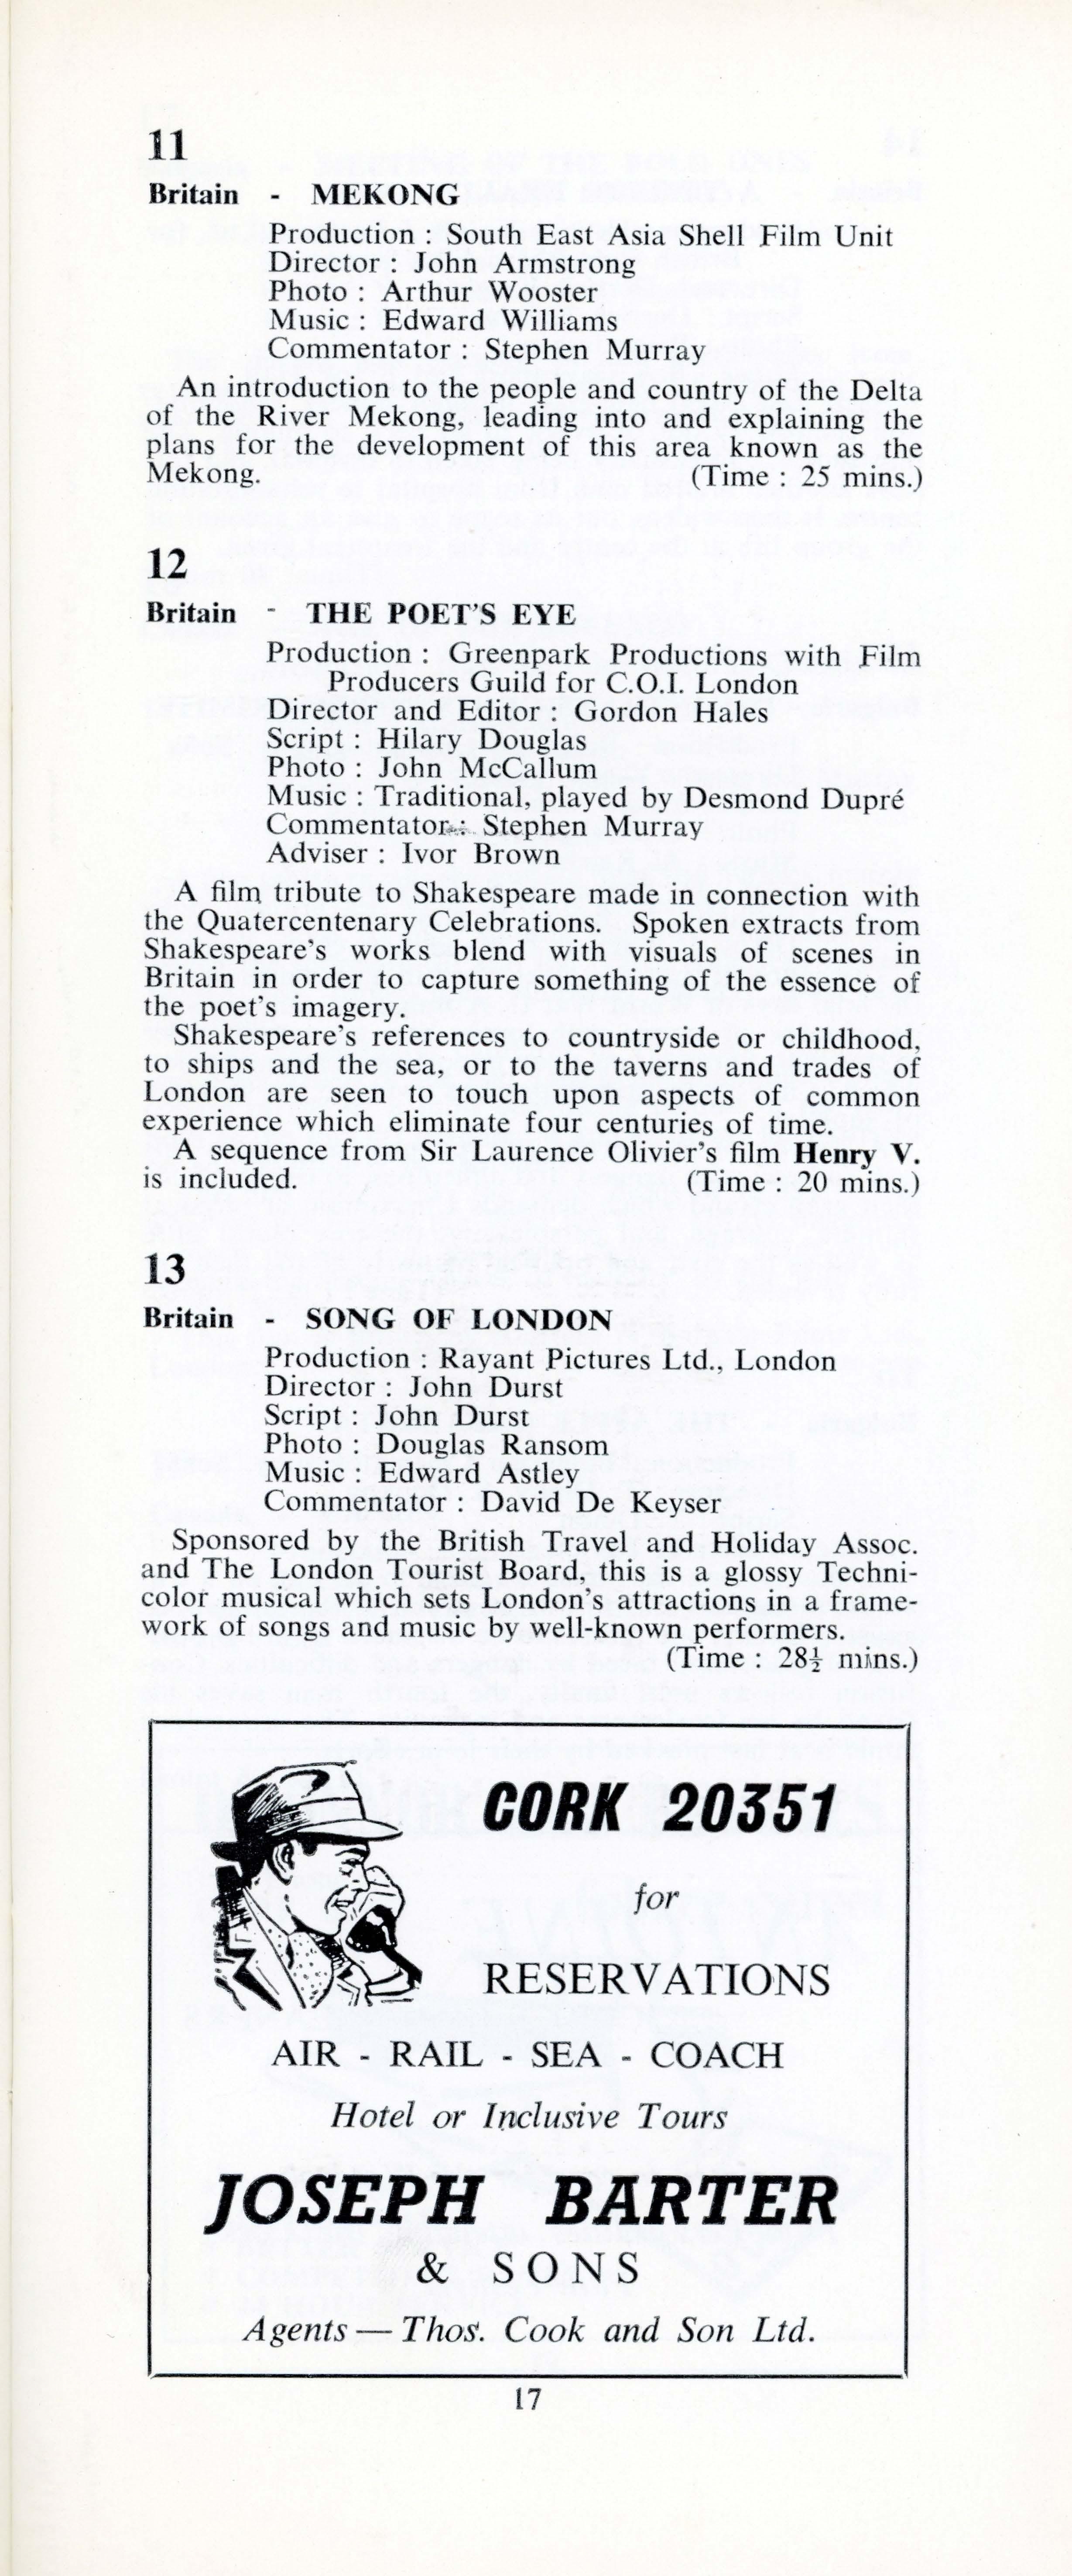 11
Britain - MEKONG
Production : South East Asia Shell Film Unit
Director : John Armstrong
Photo : Arthur Wooster
Music : Edward Williams
Commentator : Stephen Murray
An introduction to the people and country of the Delta
of the River Mekong, leading into and explaining the
plans for the development of this area known as the
Mekong. (Time : 25 mins.)
12
Britain - THE POET'S EYE
Production : Greenpark Productions with Film
Producers Guild for C.O.I. London
Director and Editor : Gordon Hales
Script : Hilary Douglas
Photo : John McCallum
Music : Traditional, played by Desmond Dupré
Commentator : Stephen Murray
Adviser : Ivor Brown
A film tribute to Shakespeare made in connection with
the Quatercentenary Celebrations. Spoken extracts from
Shakespeare's works blend with visuals of scenes in
Britain in order to capture something of the essence of
the poet's imagery.
Shakespeare's references to countryside or childhood,
to ships and the sea, or to the taverns and trades of
London are seen to touch upon aspects of common
experience which eliminate four centuries of time.
A sequence from Sir Laurence Olivier's film Henry V.
is included. (Time : 20 mins.)
13
Britain - SONG OF LONDON
Production : Rayant Pictures Ltd., London
Director : John Durst
Script : John Durst
Photo : Douglas Ransom
Music : Edward Astley
Commentator : David De Keyser
Sponsored by the British Travel and Holiday Assoc.
and The London Tourist Board, this is a glossy Techni-
color musical which sets London's attractions in a frame-
work of songs and music by well-known performers.
(Time : 28½ mins.)
CORK 20351
for
RESERVATIONS
AIR - RAIL - SEA - COACH
Hotel or Inclusive Tours
JOSEPH BARTER
& SONS
Agents — Thos. Cook and Son Ltd.
17